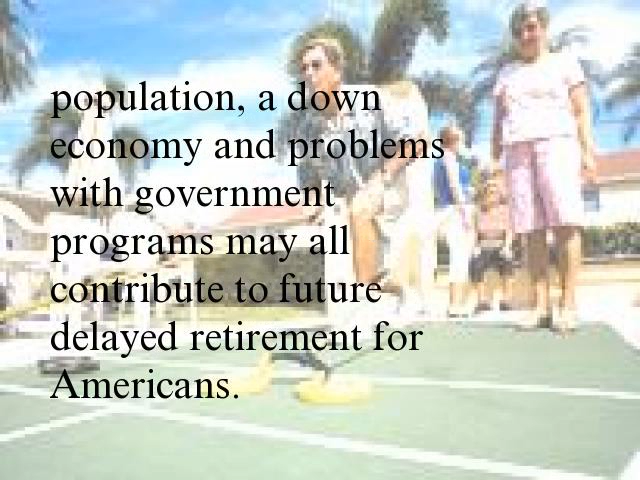 population, a down
economy and problems
with government
programs may all
contribute to future
delayed retirement for
Americans.